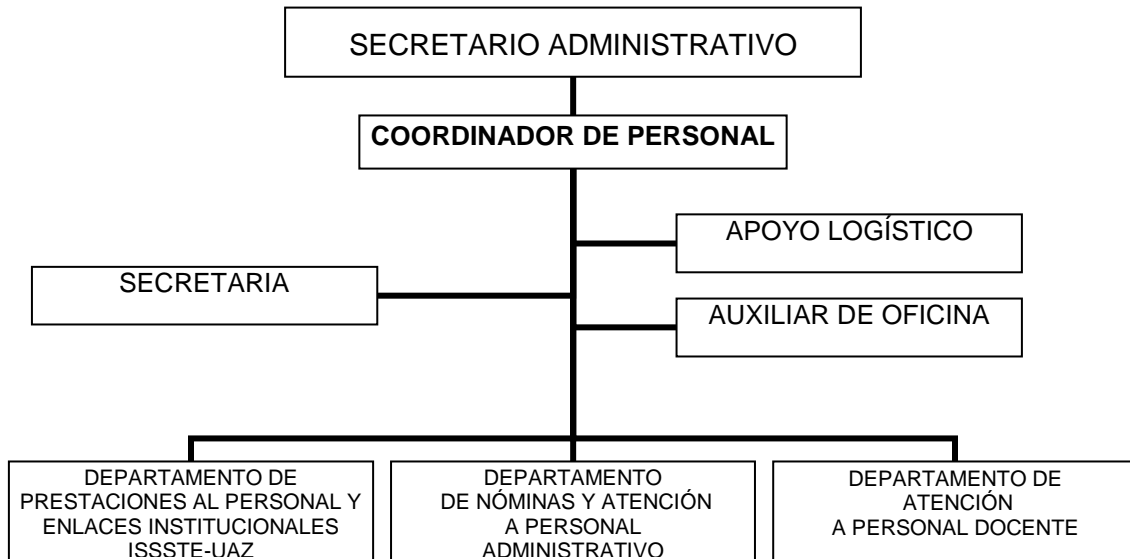 SECRETARIO ADMINISTRATIVO
COORDINADOR DE PERSONAL
APOYO LOGÍSTICO
SECRETARIA
AUXILIAR DE OFICINA
DEPARTAMENTO DE
PRESTACIONES AL PERSONAL Y
ENLACES INSTITUCIONALES
ISSSTE-UAZ
DEPARTAMENTO
DE NÓMINAS Y ATENCIÓN
A PERSONAL
ADMINISTRATIVO
DEPARTAMENTO DE
ATENCIÓN
A PERSONAL DOCENTE